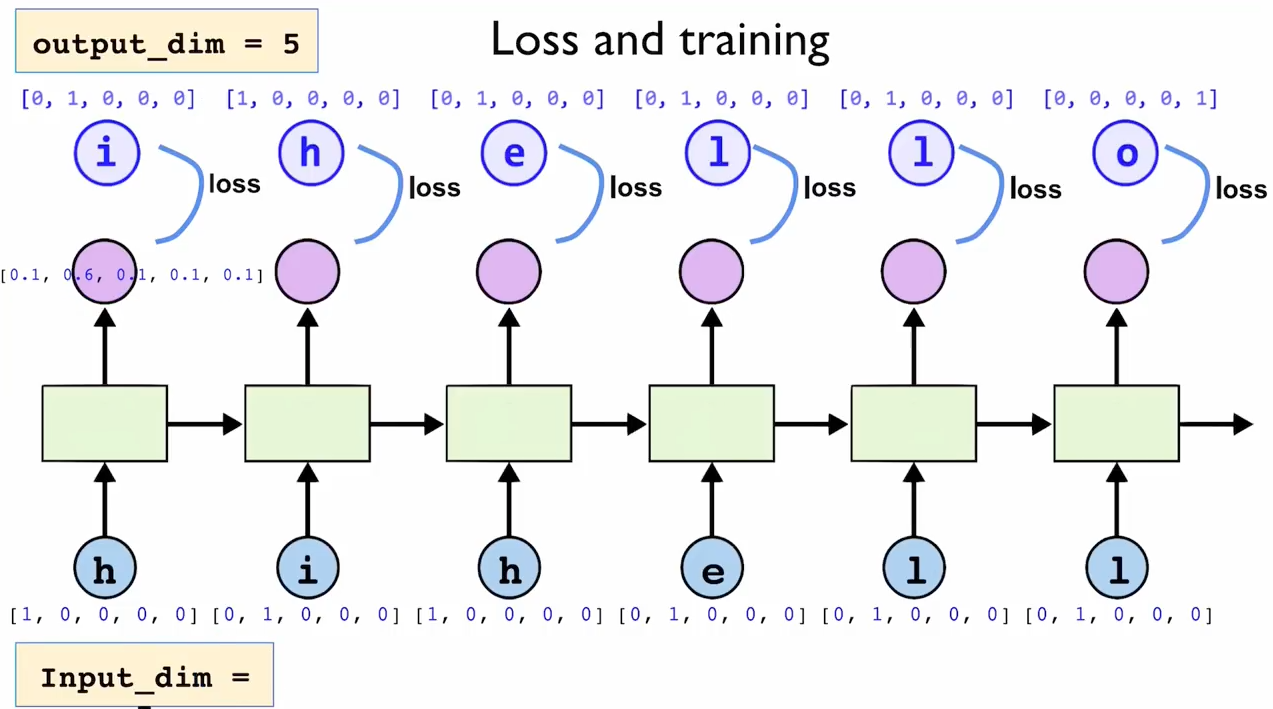 output_dim = 5
Loss and training
[0, 1, 0, 0, 0] [1, 0, 0, 0, 0] [0, 1, 0, 0, 0] [0, 1, 0, 0, 0] [0, 1, 0, 0, 0] [0, 0, 0, 0, 1]
i h e l l o
loss loss loss loss loss loss
[0.1, 0.6, 0.1, 0.1, 0.1]
h i h e l l
[1, 0, 0, 0, 0] [0, 1, 0, 0, 0] [1, 0, 0, 0, 0] [0, 1, 0, 0, 0] [0, 1, 0, 0, 0] [0, 1, 0, 0, 0]
Input_dim =